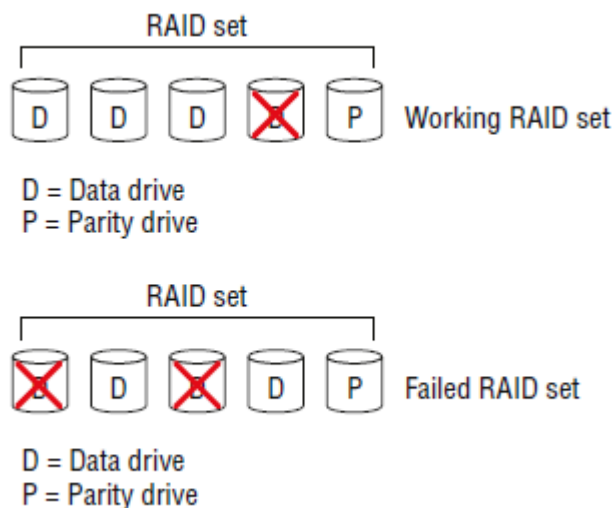 RAID set
D D D D P Working RAID set
D = Data drive
P = Parity drive
RAID set
D D D D P Failed RAID set
D = Data drive
P = Parity drive